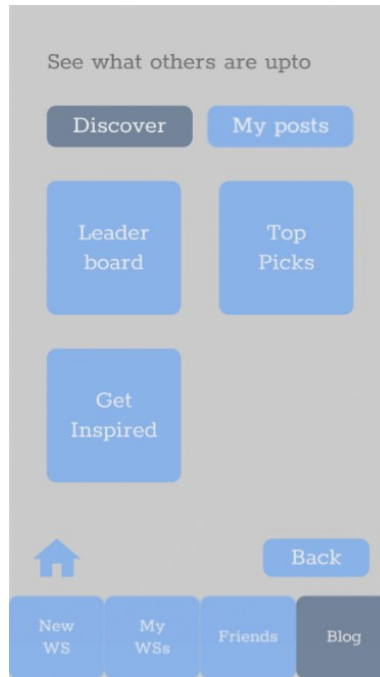 See what others are upto
Discover
My posts
Leader
board
Top
Picks
Get
Inspired
Back
New
WS
My
WSs
Friends
Blog